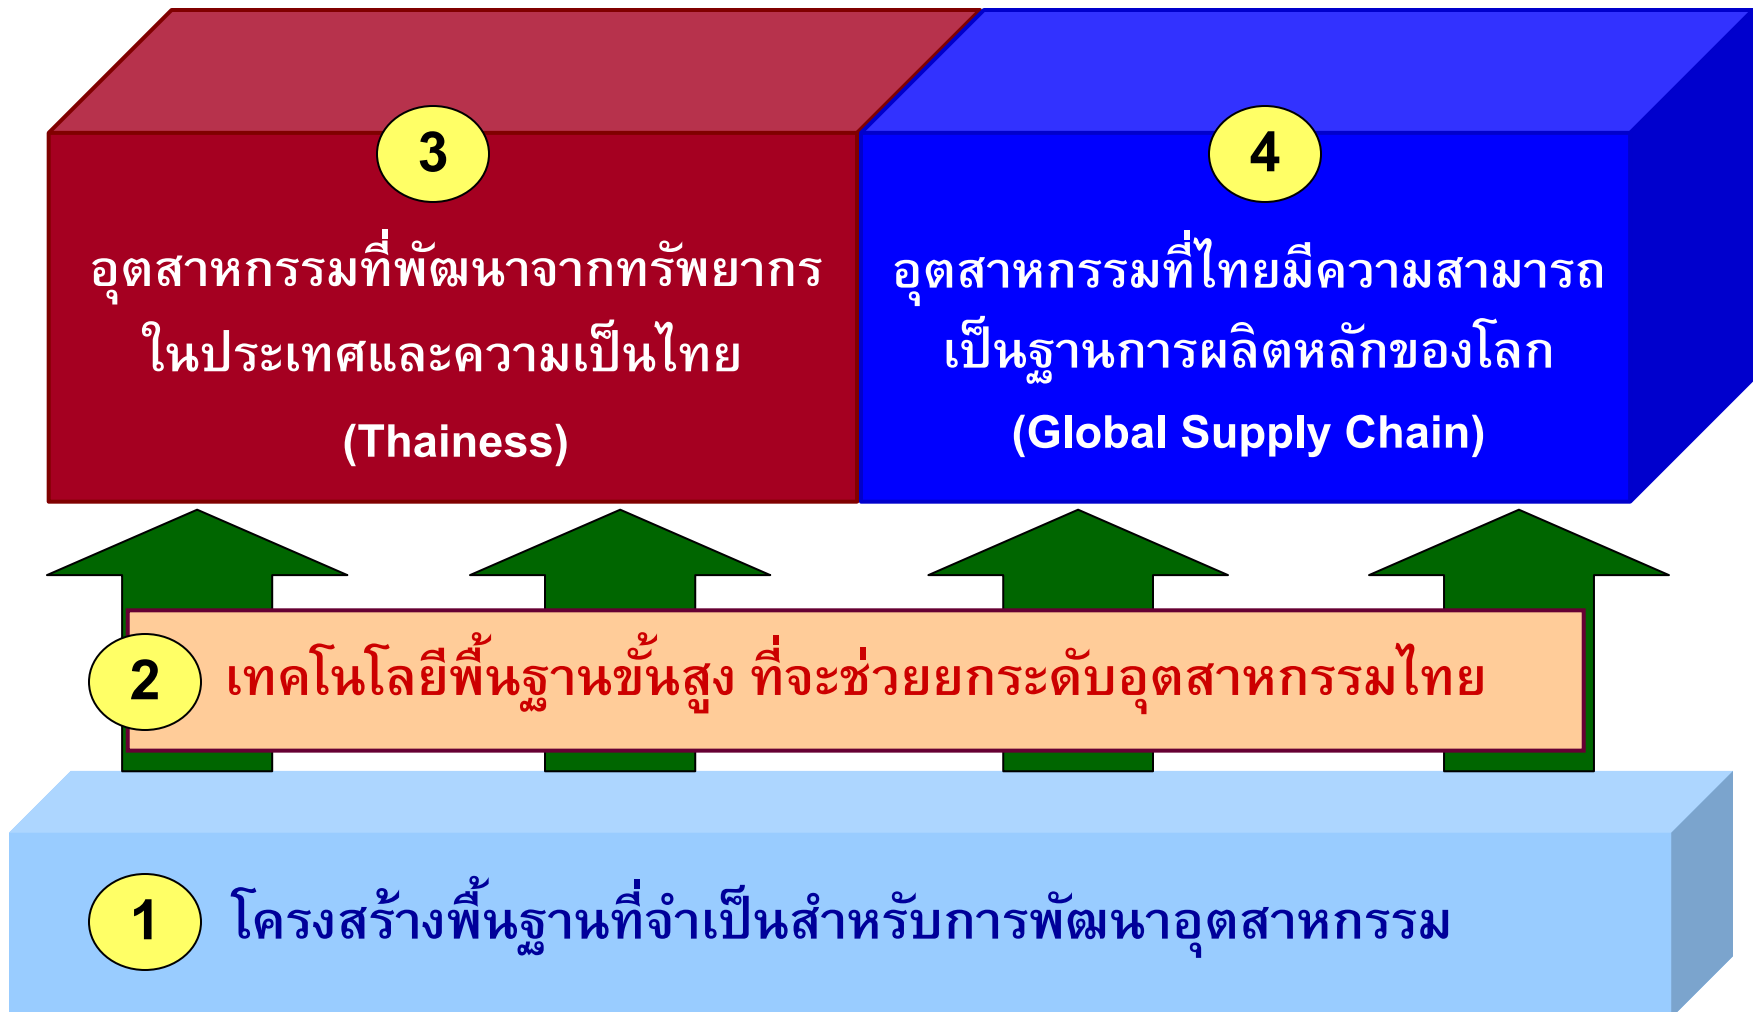 3
อุตสาหกรรมที่พัฒนาจากทรัพยากร
ในประเทศและความเป็นไทย
(Thainess)
4
อุตสาหกรรมที่ไทยมีความสามารถ
เป็นฐานการผลิตหลักของโลก
(Global Supply Chain)
2 เทคโนโลยีพื้นฐานขั้นสูง ที่จะช่วยยกระดับอุตสาหกรรมไทย
1 โครงสร้างพื้นฐานที่จำเป็นสำหรับการพัฒนาอุตสาหกรรม